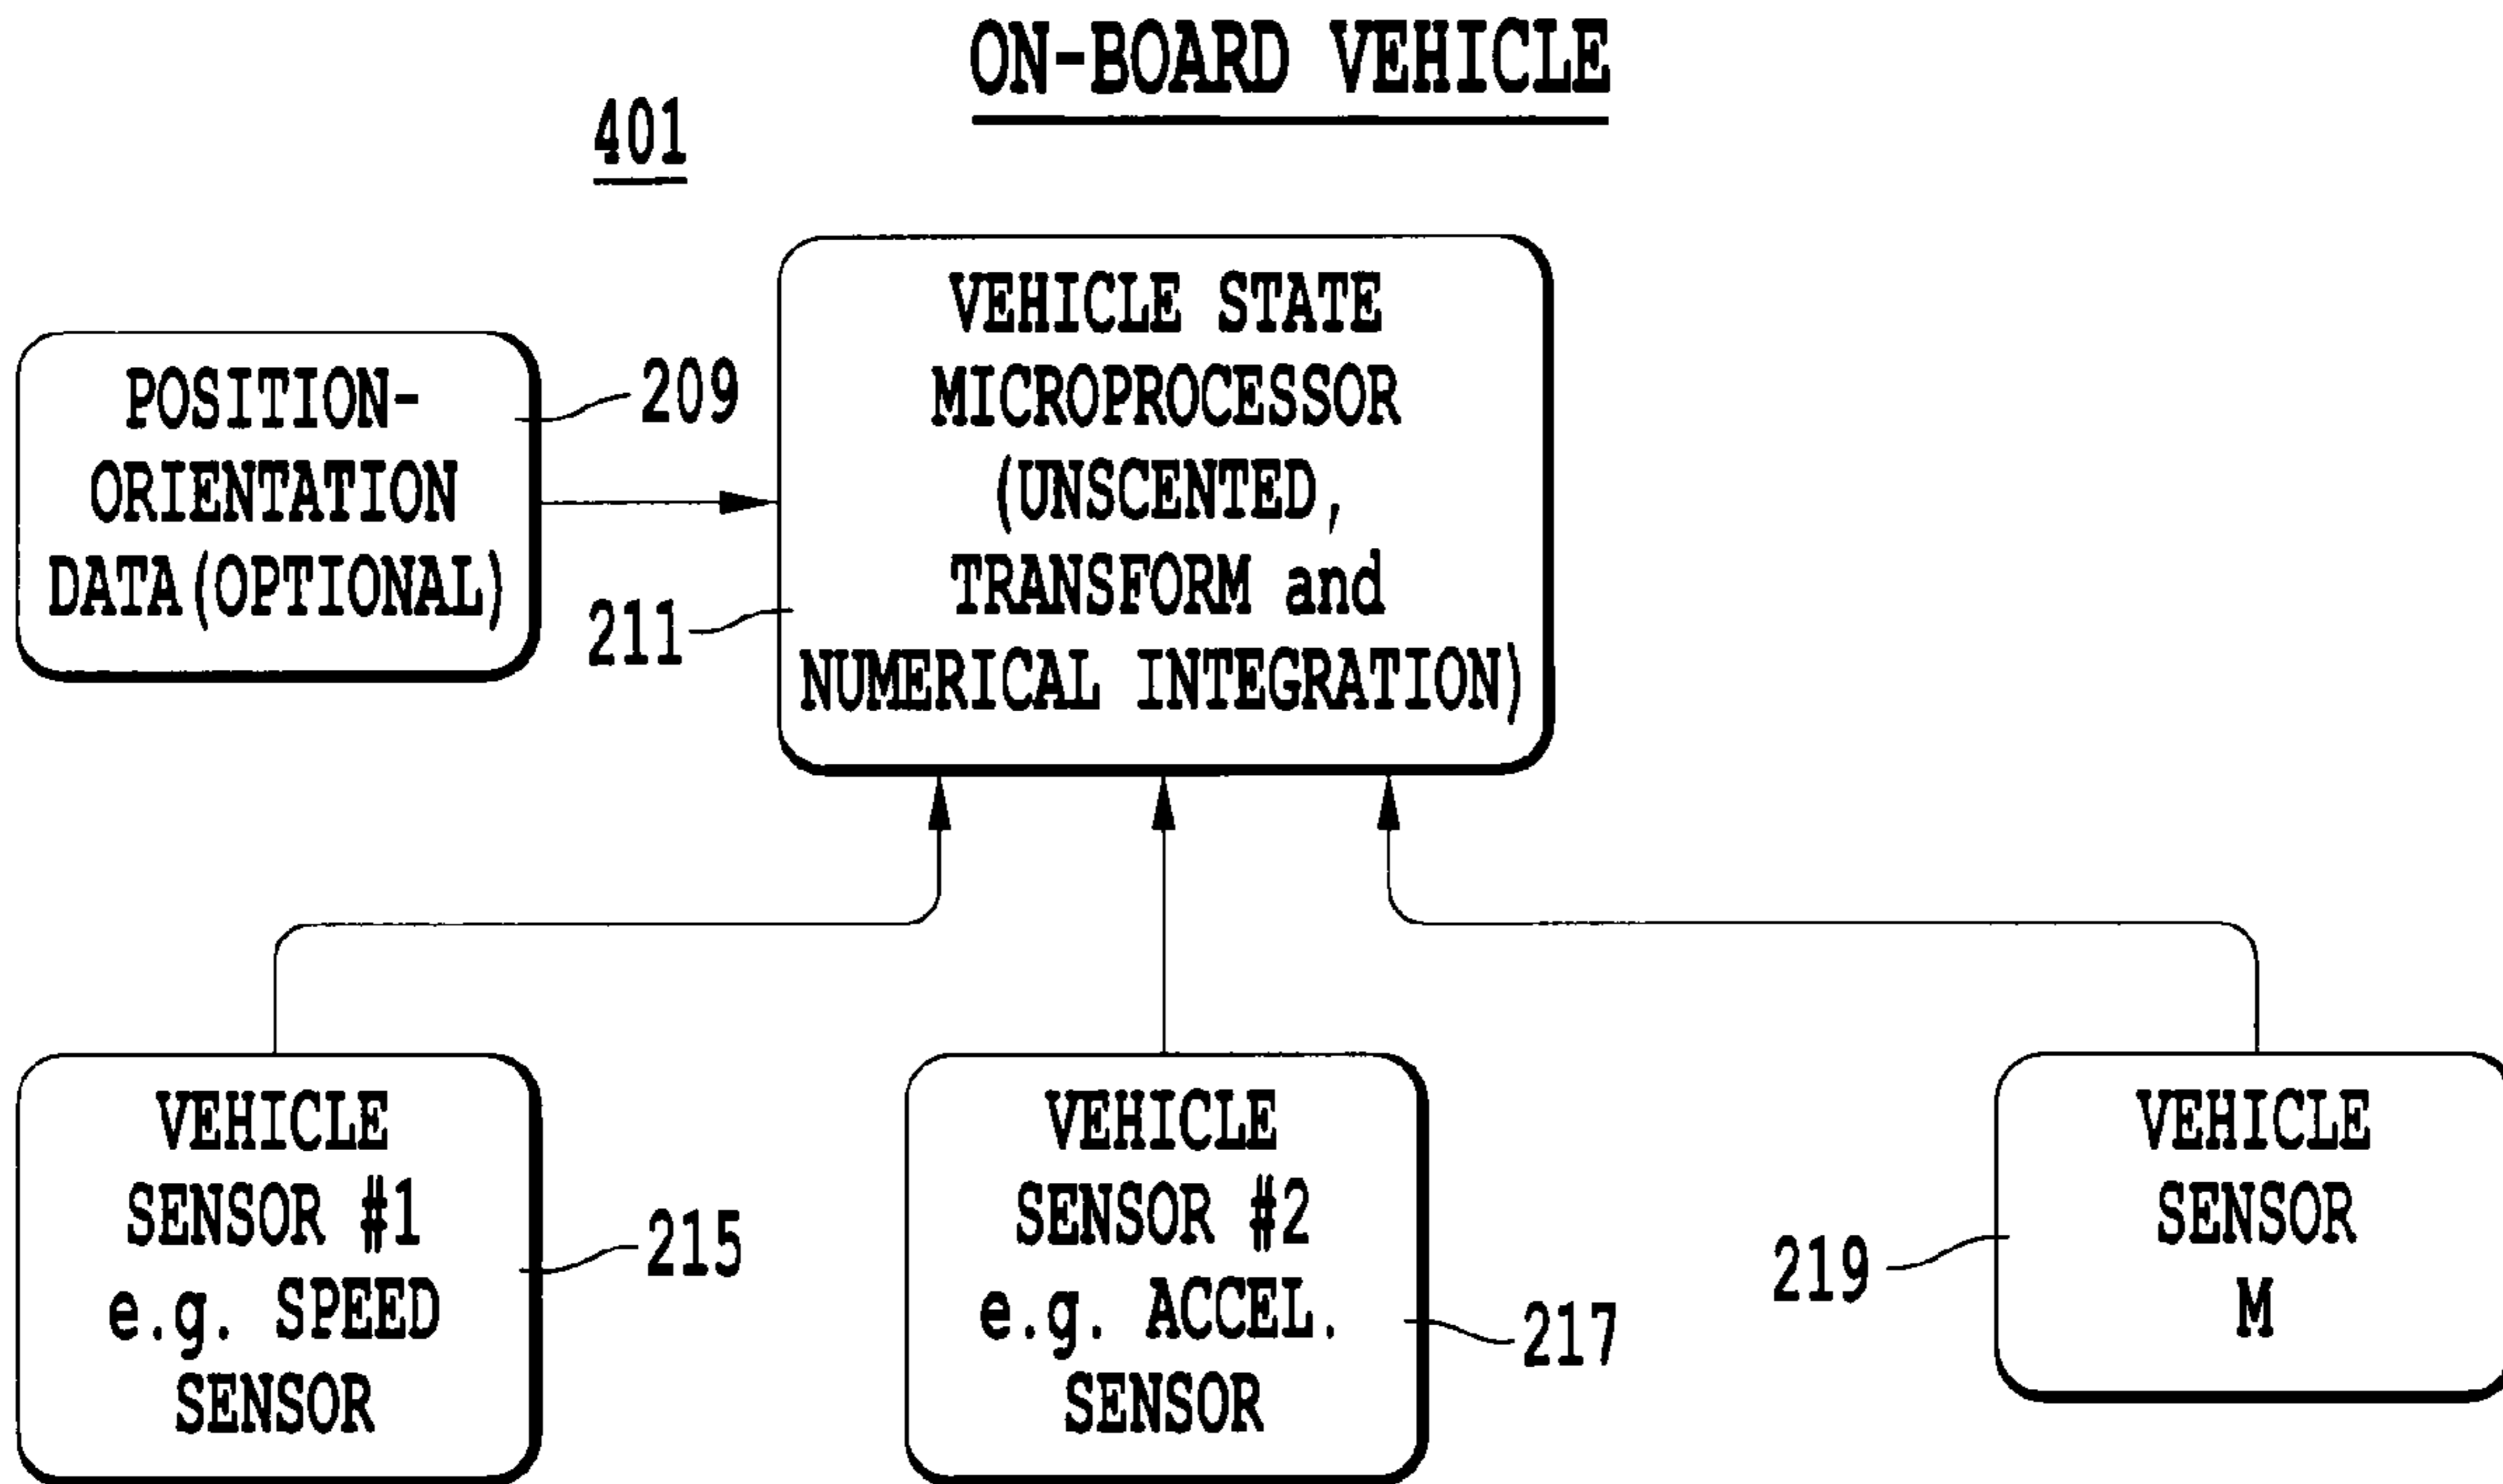 ON-BOARD VEHICLE
401
VEHICLE STATE
MICROPROCESSOR
(UNSCENTED,
TRANSFORM and
NUMERICAL INTEGRATION)
211
POSITION-
ORIENTATION
DATA(OPTIONAL)
209
VEHICLE
SENSOR #1
e.g. SPEED
SENSOR
215
VEHICLE
SENSOR #2
e.g. ACCEL.
SENSOR
217
VEHICLE
SENSOR
M
219